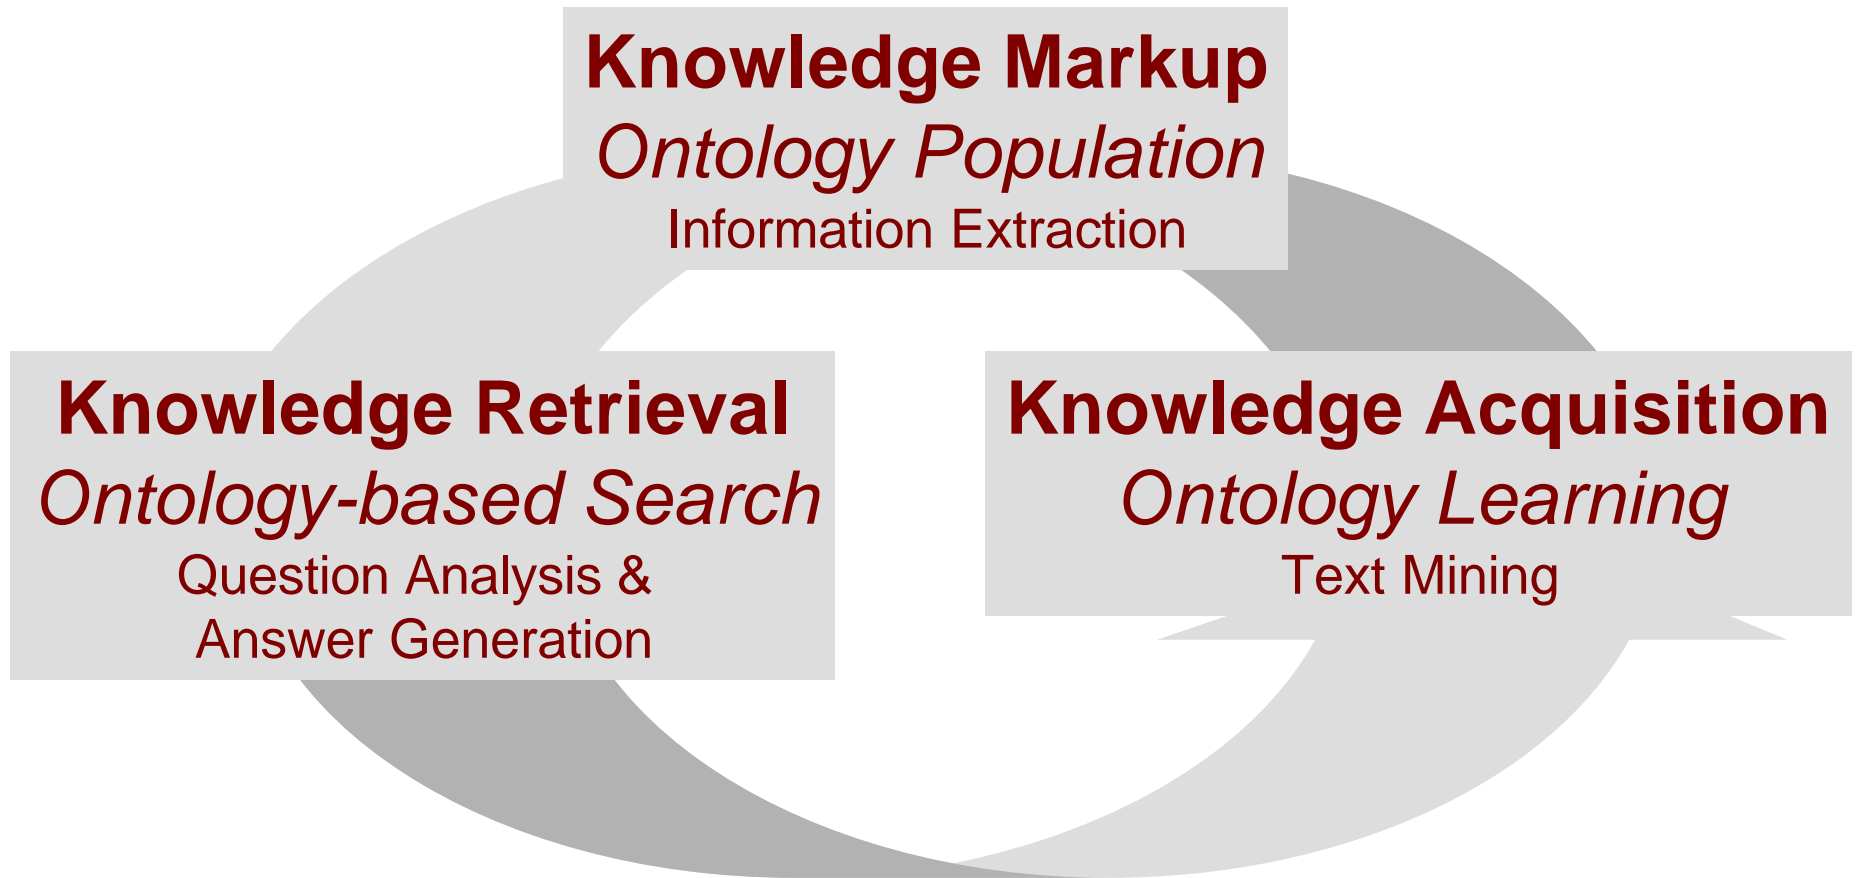 Knowledge Markup
Ontology Population
Information Extraction
Knowledge Retrieval
Ontology-based Search
Question Analysis &
Answer Generation
Knowledge Acquisition
Ontology Learning
Text Mining